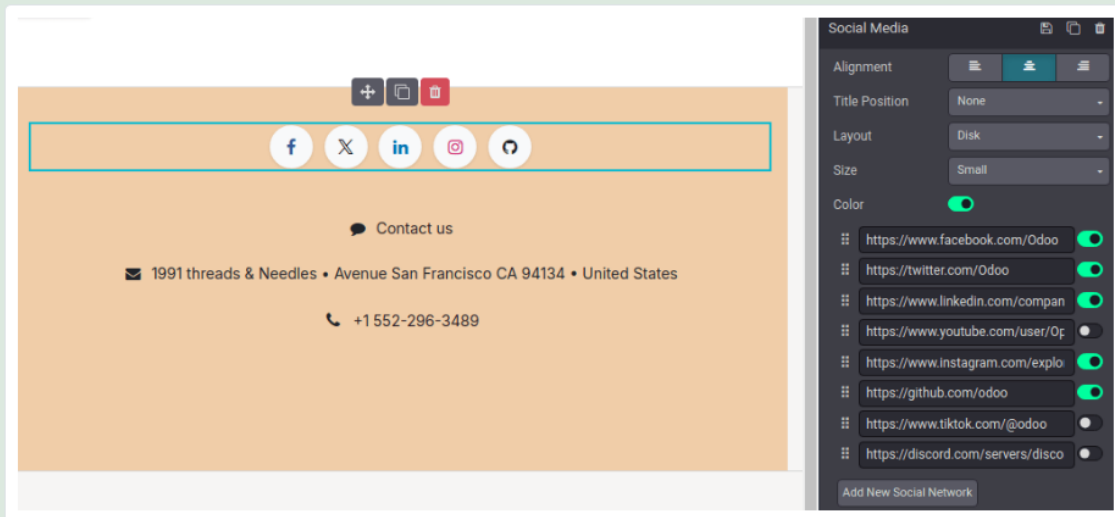 Social Media
Alignment
Title Position None
Layout Disk
Size Small
Color
https://www.facebook.com/Odoo
https://twitter.com/Odoo
https://www.linkedin.com/compan
https://www.youtube.com/user/Op
https://www.instagram.com/explo
https://github.com/odoo
https://www.tiktok.com/@odoo
https://discord.com/servers/disco
Add New Social Network
f X in
Contact us
1991 threads & Needles • Avenue San Francisco CA 94134 • United States
+1 552-296-3489